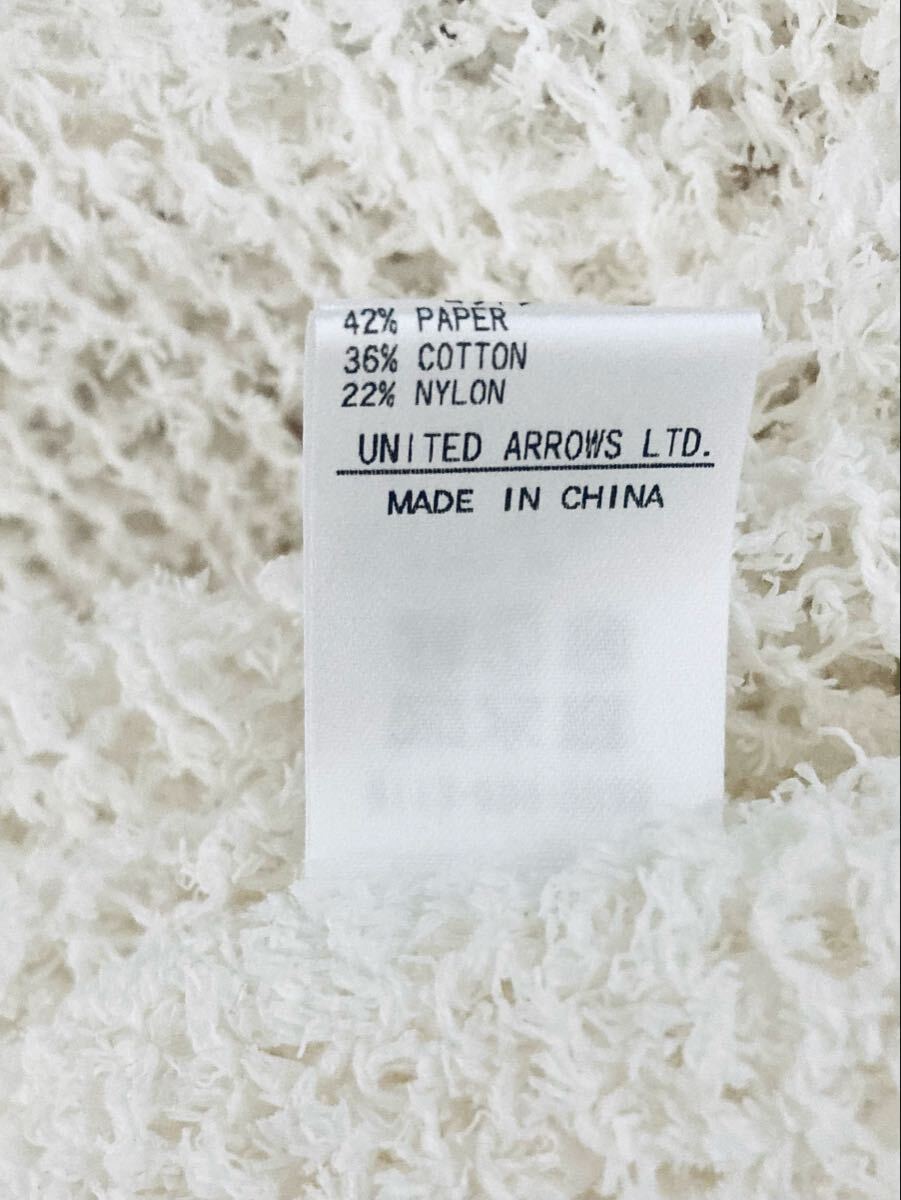 42% PAPER
36% COTTON
22% NYLON
UNITED ARROWS LTD.
MADE IN CHINA